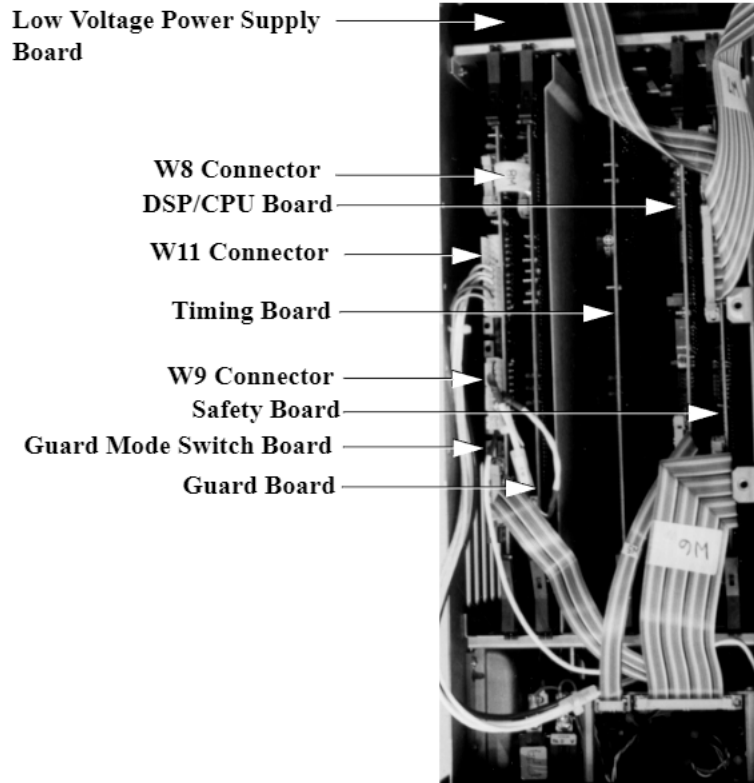 Low Voltage Power Supply
Board
W8 Connector
DSP/CPU Board
W11 Connector
Timing Board
W9 Connector
Safety Board
Guard Mode Switch Board
Guard Board
W6